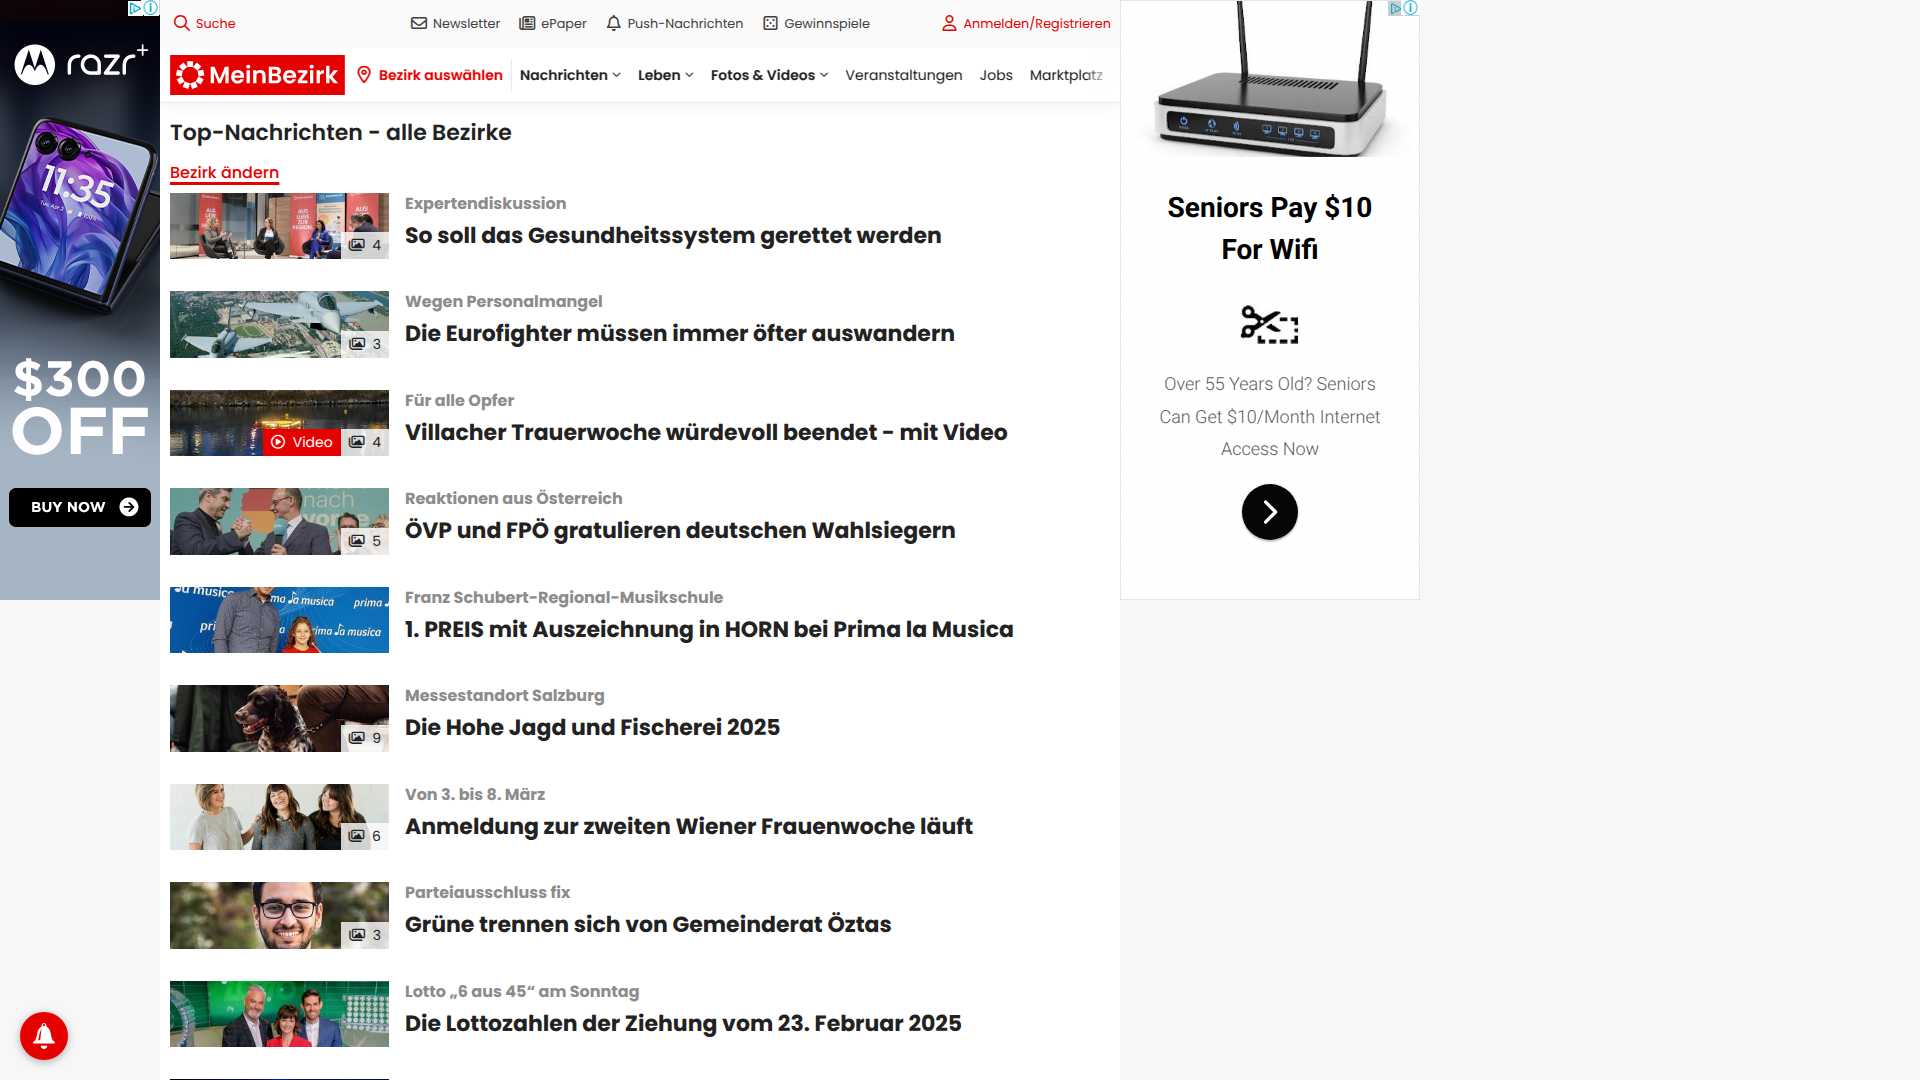 razr+
11:35
$300
OFF
BUY NOW
Suche
Newsletter
ePaper
Push-Nachrichten
Gewinnspiele
Anmelden/Registrieren
MeinBezirk
Bezirk auswählen
Nachrichten
Leben
Fotos & Videos
Veranstaltungen
Jobs
Marktplatz
Top-Nachrichten - alle Bezirke
Bezirk ändern
4
Expertendiskussion
So soll das Gesundheitssystem gerettet werden
3
Wegen Personalmangel
Die Eurofighter müssen immer öfter auswandern
Video
4
Für alle Opfer
Villacher Trauerwoche würdevoll beendet - mit Video
nach
5
Reaktionen aus Österreich
ÖVP und FPÖ gratulieren deutschen Wahlsiegern
prima
la musica
Franz Schubert-Regional-Musikschule
1. PREIS mit Auszeichnung in HORN bei Prima la Musica
9
Messestandort Salzburg
Die Hohe Jagd und Fischerei 2025
6
Von 3. bis 8. März
Anmeldung zur zweiten Wiener Frauenwoche läuft
3
Parteiausschluss fix
Grüne trennen sich von Gemeinderat Öztas
Lotto „6 aus 45“ am Sonntag
Die Lottozahlen der Ziehung vom 23. Februar 2025
Seniors Pay $10
For Wifi
Over 55 Years Old? Seniors
Can Get $10/Month Internet
Access Now